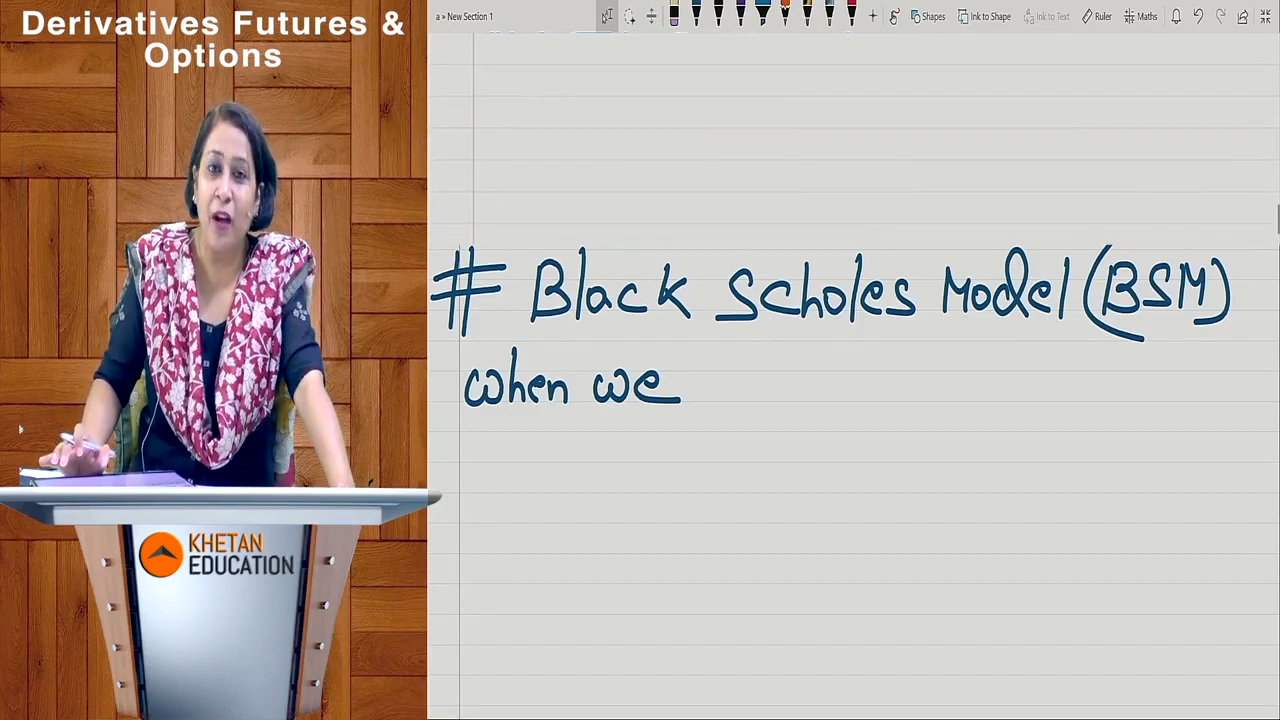 Derivatives Futures &
Options
a » New Section 1
Shapes
Ink to Shape
Ink to Text
Ruler
Maths
# Black Scholes Model (BSM)
when we
KHETAN
EDUCATION